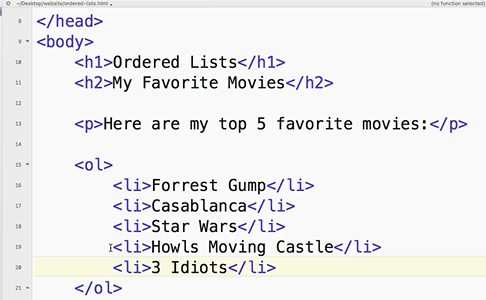 ~/Desktop/website/ordered-lists.html
(no function selected)
8 </head>
9 <body>
10 <h1>Ordered Lists</h1>
11 <h2>My Favorite Movies</h2>
12
13 <p>Here are my top 5 favorite movies:</p>
14
15 <ol>
16 <li>Forrest Gump</li>
17 <li>Casablanca</li>
18 <li>Star Wars</li>
19 <li>Howls Moving Castle</li>
20 <li>3 Idiots</li>
21 </ol>